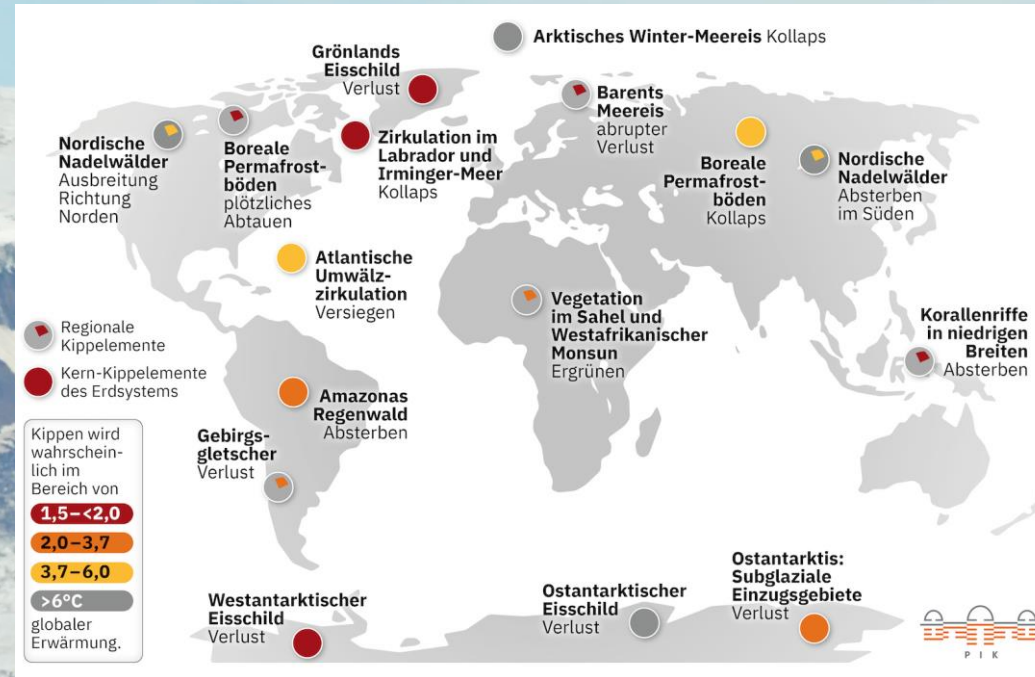 Arktisches Winter-Meereis Kollaps
Grönlands
Eisschild
Verlust
Barents
Meereis
abrupter
Verlust
Nordische
Nadelwälder
Ausbreitung
Richtung
Norden
Boreale
Permafrost-
böden
plötzliches
Abtauen
Zirkulation im
Labrador und
Irminger-Meer
Kollaps
Boreale
Permafrost-
böden
Kollaps
Nordische
Nadelwälder
Absterben
im Süden
Atlantische
Umwälz-
zirkulation
Versiegen
Vegetation
im Sahel und
Westafrikanischer
Monsun
Ergrünen
Korallenriffe
in niedrigen
Breiten
Absterben
Regionale
Kippelemente
Kern-Kippelemente
des Erdsystems
Amazonas
Regenwald
Absterben
Gebirgs-
gletscher
Verlust
Kippen wird
wahrschein-
lich im
Bereich von
1,5–<2,0
2,0–3,7
3,7–6,0
>6°C
globaler
Erwärmung.
Westantarktischer
Eisschild
Verlust
Ostantarktischer
Eisschild
Verlust
Ostantarktis:
Subglaziale
Einzugsgebiete
Verlust
P I K